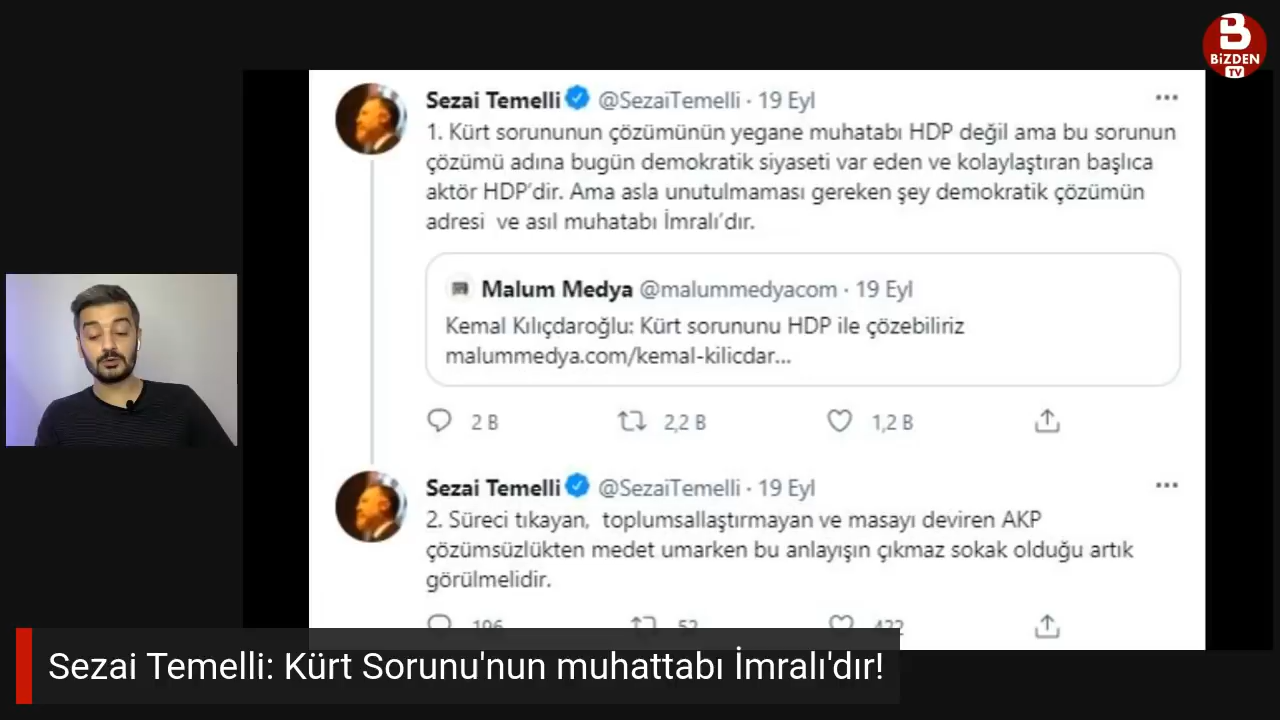 B
BİZDEN
TV
Sezai Temelli @SezaiTemelli · 19 Eyl
1. Kürt sorununun çözümünün yegane muhatabı HDP değil ama bu sorunun
çözümü adına bugün demokratik siyaseti var eden ve kolaylaştıran başlıca
aktör HDP'dir. Ama asla unutulmaması gereken şey demokratik çözümün
adresi ve asıl muhatabı İmralı'dır.
Malum Medya @malummedyacom · 19 Eyl
Kemal Kılıçdaroğlu: Kürt sorununu HDP ile çözebiliriz
malummedya.com/kemal-kilicdar...
2 B 2,2 B 1,2 B
Sezai Temelli @SezaiTemelli · 19 Eyl
2. Süreci tıkayan, toplumsallaştırmayan ve masayı deviren AKP
çözümsüzlükten medet umarken bu anlayışın çıkmaz sokak olduğu artık
görülmelidir.
196 52 422
Sezai Temelli: Kürt Sorunu'nun muhattabı İmralı'dır!